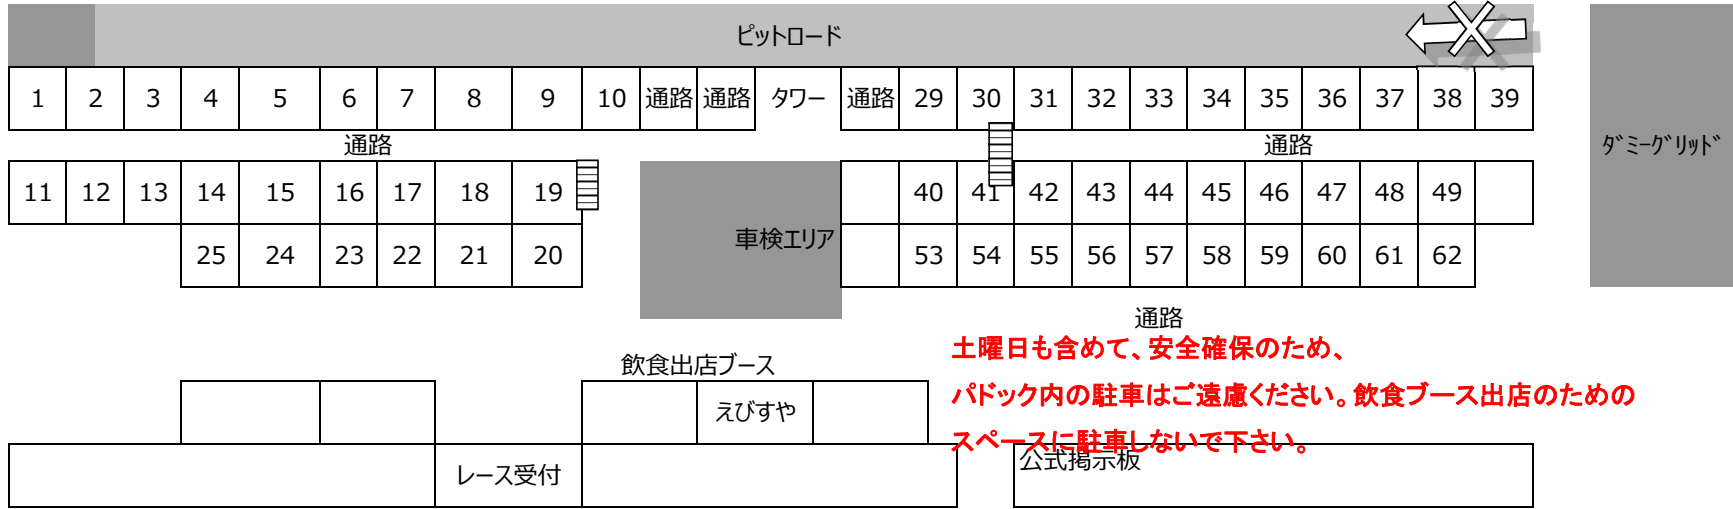 ピットロード
1 2 3 4 5 6 7 8 9 10 通路 通路 タワー 通路 29 30 31 32 33 34 35 36 37 38 39
通路 通路
ダミーグリッド
11 12 13 14 15 16 17 18 19 40 41 42 43 44 45 46 47 48 49
車検エリア
25 24 23 22 21 20 53 54 55 56 57 58 59 60 61 62
通路
土曜日も含めて、安全確保のため、
飲食出店ブース
パドック内の駐車はご遠慮ください。飲食ブース出店のための
えびすや
スペースに駐車しないで下さい。
公式掲示板
レース受付